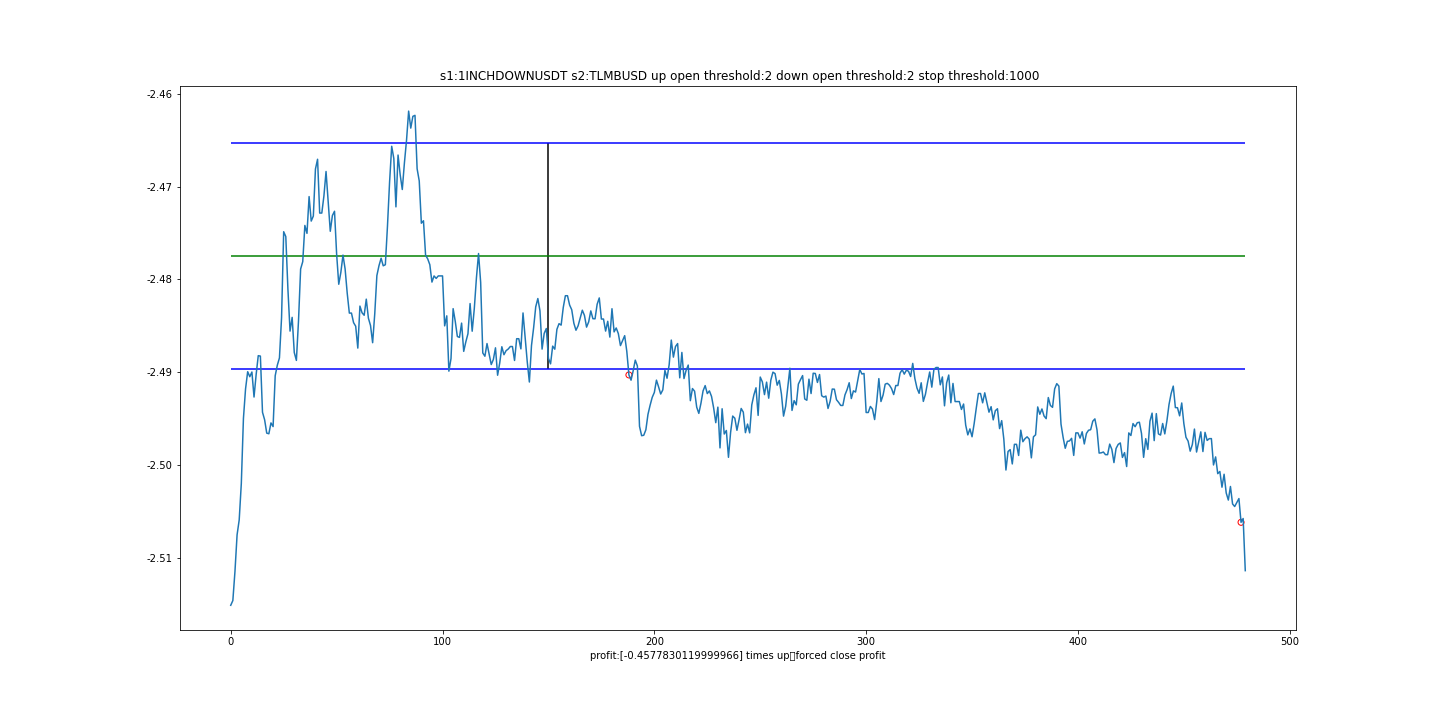 s1:1INCHDOWNUSDT s2:TLMBUSD up open threshold:2 down open threshold:2 stop threshold:1000
-2.46
-2.47
-2.48
-2.49
-2.50
-2.51
0 100 200 300 400 500
profit:[-0.4577830119999966] times up▯forced close profit